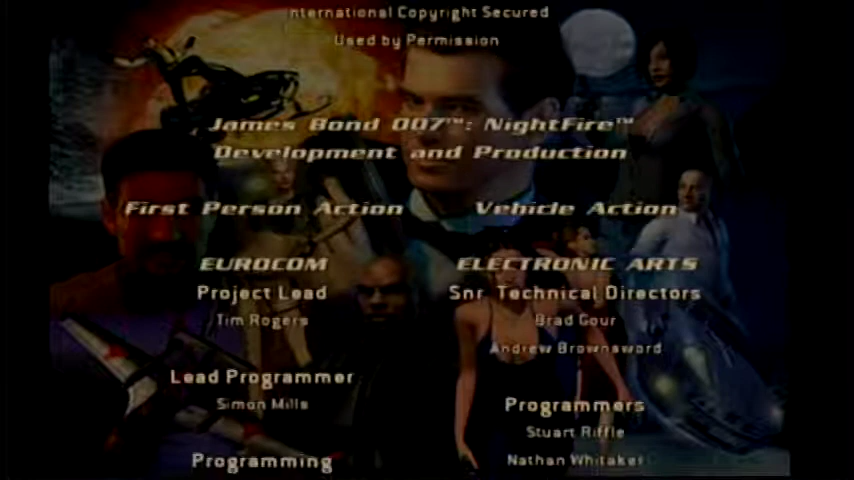 nternational Copyright Secured
Used by Permission
James Bond 007™: NightFire™
Development and Production
First Person Action
Vehicle Action
EUROCOM
Project Lead
Tim Rogers
Lead Programmer
Simon Mills
Programming
ELECTRONIC ARTS
Snr Technical Directors
Brad Gour
Andrew Brownsword
Programmers
Stuart Riffle
Nathan Whitaker